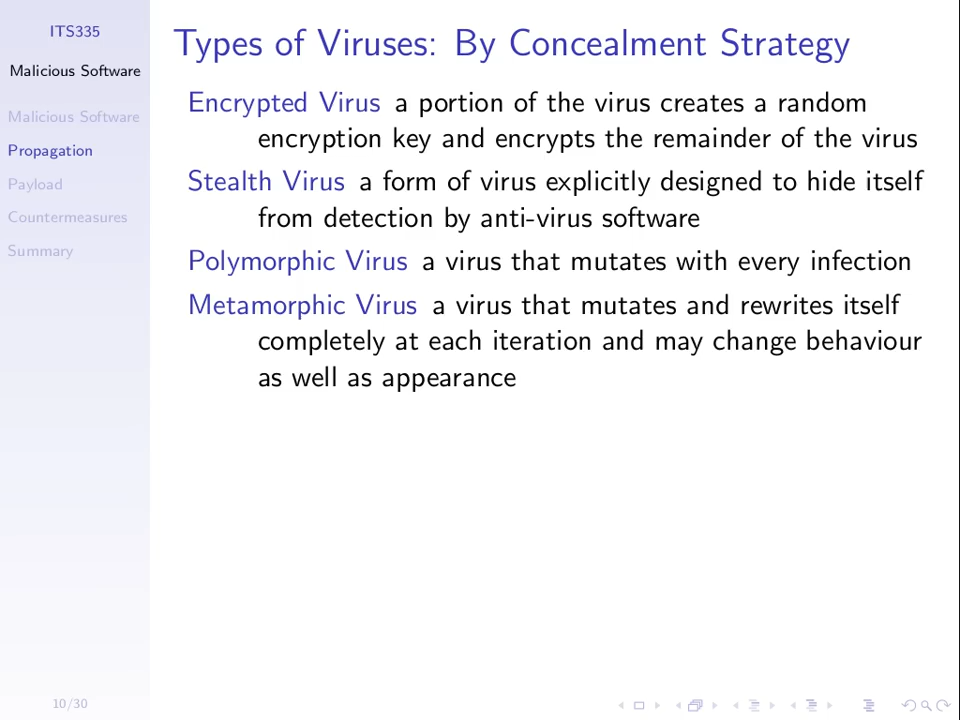 ITS335
Malicious Software
Malicious Software
Propagation
Payload
Countermeasures
Summary
10/30
Types of Viruses: By Concealment Strategy
Encrypted Virus a portion of the virus creates a random
encryption key and encrypts the remainder of the virus
Stealth Virus a form of virus explicitly designed to hide itself
from detection by anti-virus software
Polymorphic Virus a virus that mutates with every infection
Metamorphic Virus a virus that mutates and rewrites itself
completely at each iteration and may change behaviour
as well as appearance